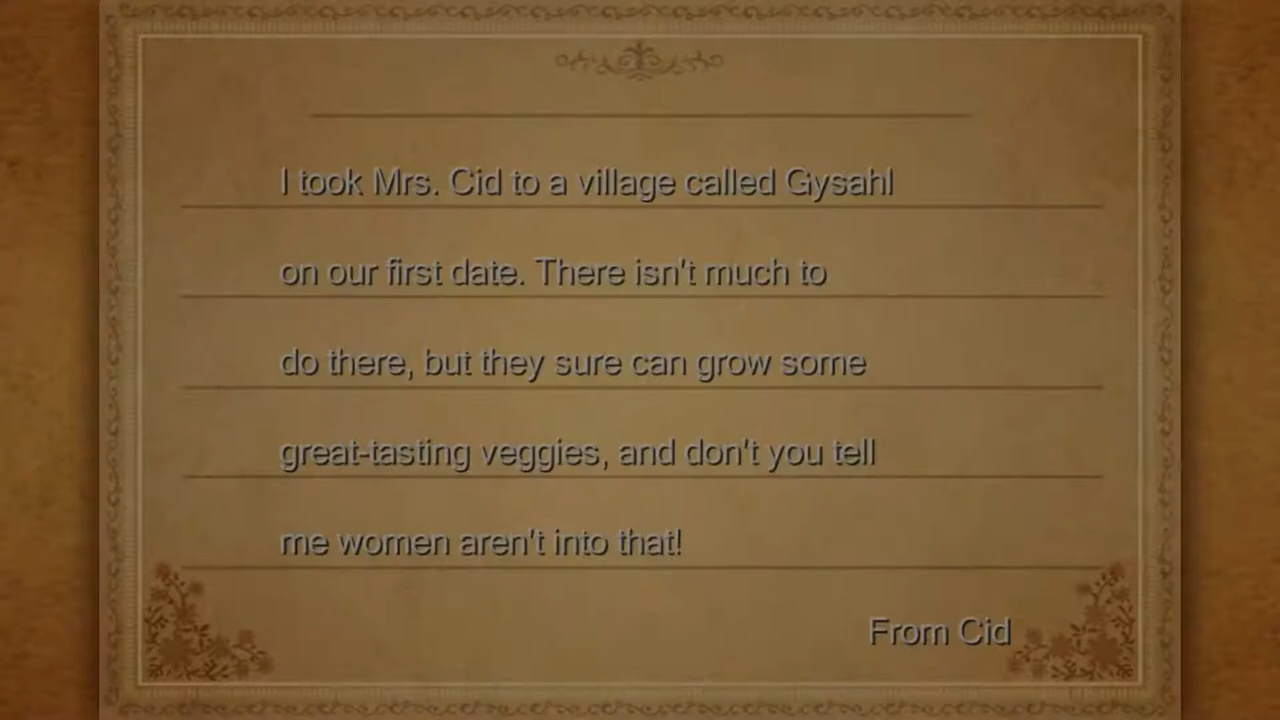 I took Mrs. Cid to a village called Gysahl
on our first date. There isn't much to
do there, but they sure can grow some
great-tasting veggies, and don't you tell
me women aren't into that!
From Cid